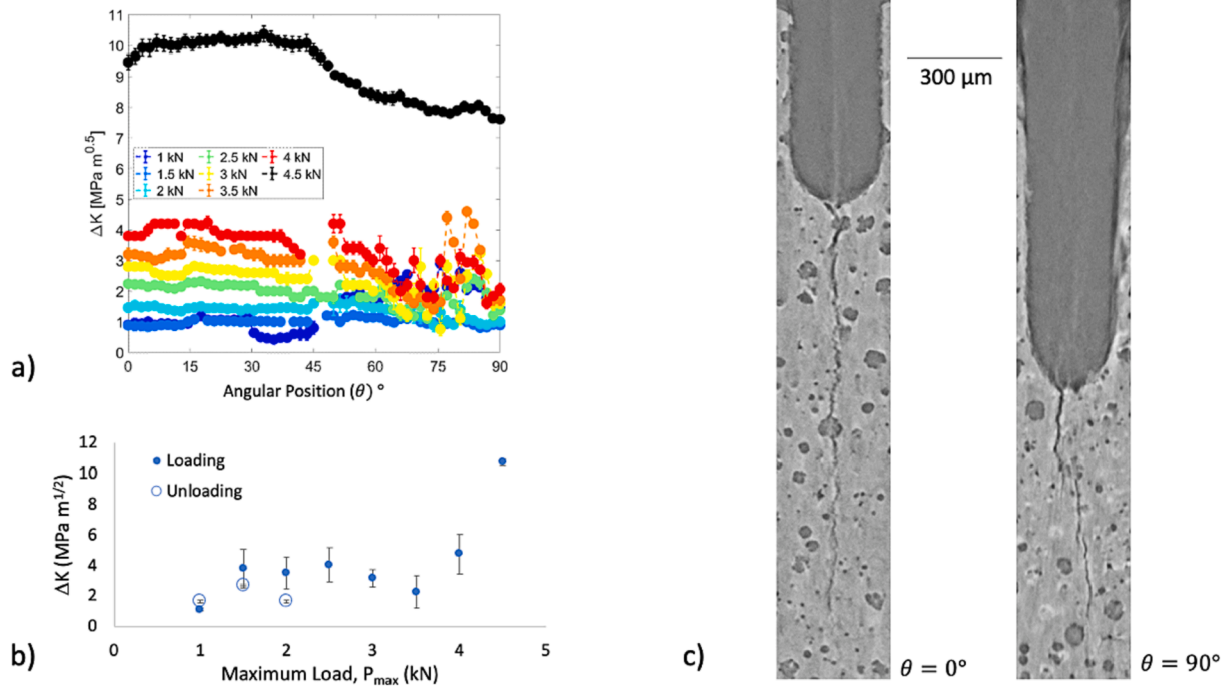 11
10
9
8
7
6
5
4
3
2
1
0
ΔK [MPa m^0.5]
1 kN
2.5 kN
4 kN
1.5 kN
3 kN
4.5 kN
2 kN
3.5 kN
0
15
30
45
60
75
90
Angular Position (θ) °
a)
12
10
8
6
4
2
0
ΔK (MPa m^1/2)
Loading
Unloading
0
1
2
3
4
5
Maximum Load, P_max (kN)
b)
300 μm
c)
θ = 0°
θ = 90°